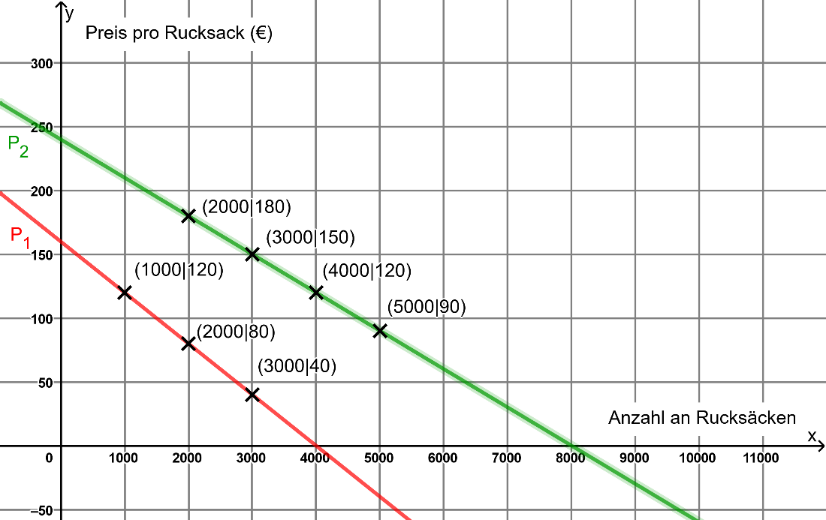 y
Preis pro Rucksack (€)
300
250
P2
200
(2000|180)
P1
(3000|150)
150
(1000|120)
(4000|120)
(5000|90)
100
(2000|80)
(3000|40)
50
Anzahl an Rucksäcken
x
0 1000 2000 3000 4000 5000 6000 7000 8000 9000 10000 11000
–50